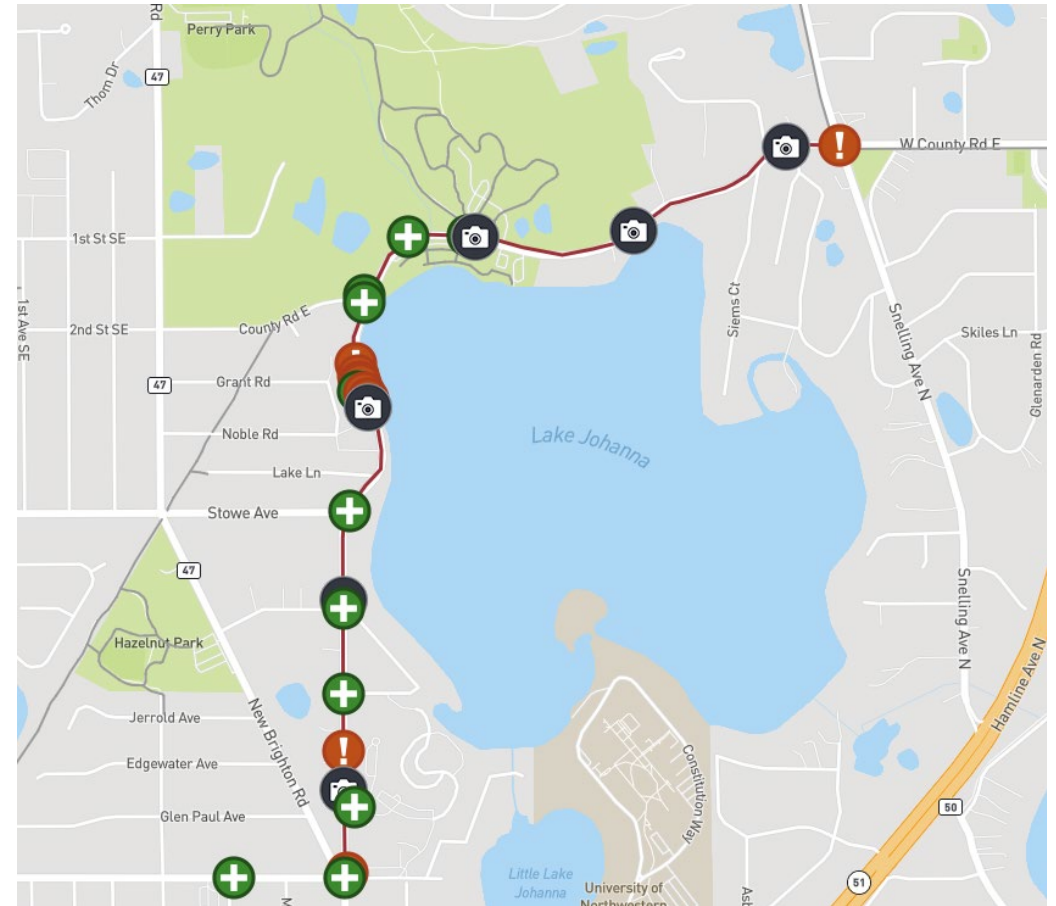 Rd
Perry Park
47
Thom Dr
W County Rd E
1st St SE
1st Ave SE
2nd St SE
County Rd E
Siems Ct
Snelling Ave N
Skiles Ln
Glenarden Rd
47
Grant Rd
Noble Rd
Lake Johanna
Lake Ln
Stowe Ave
47
Snelling Ave N
Hazelnut Park
Hamline Ave N
Jerrold Ave
New Brighton Rd
Edgewater Ave
Constitution Way
Glen Paul Ave
50
Little Lake
Johanna
University of
Northwestern
51